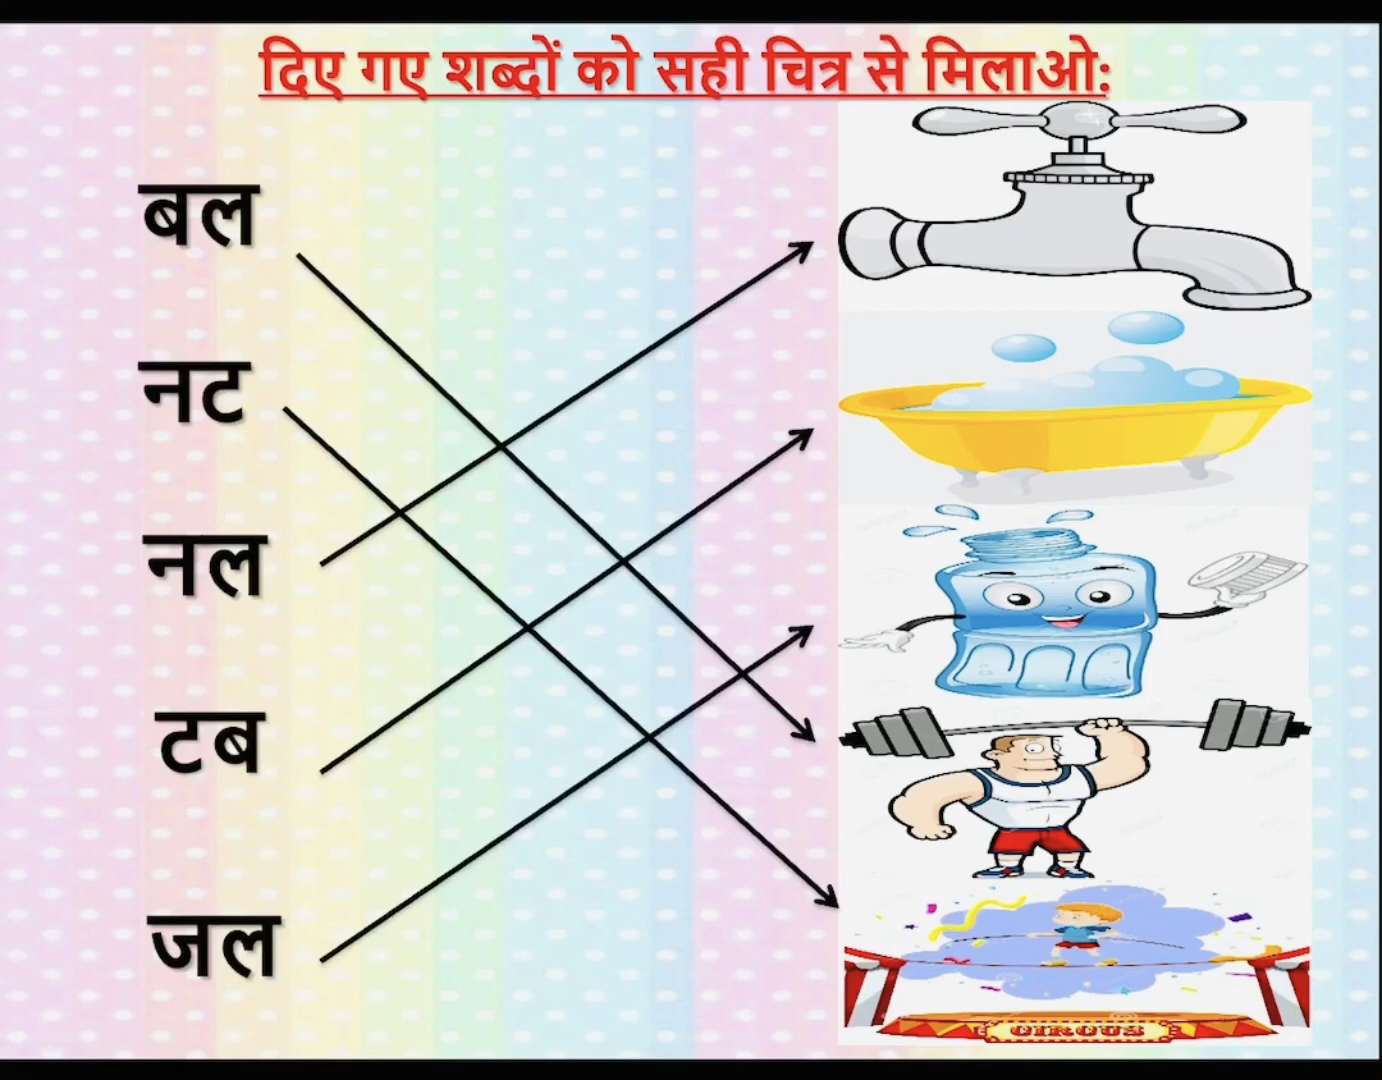 दिए गए शब्दों को सही चित्र से मिलाओ:
बल
नट
नल
टब
जल
CIRCUS